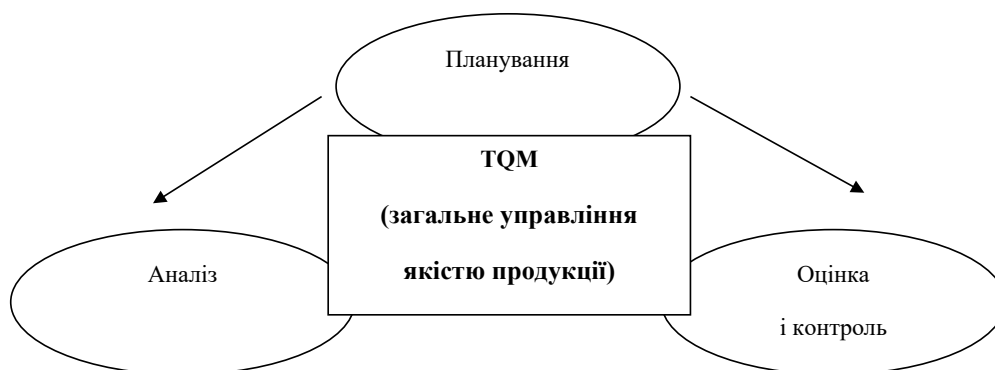 Планування
TQM
(загальне управління
якістю продукції)
Аналіз
Оцінка
і контроль